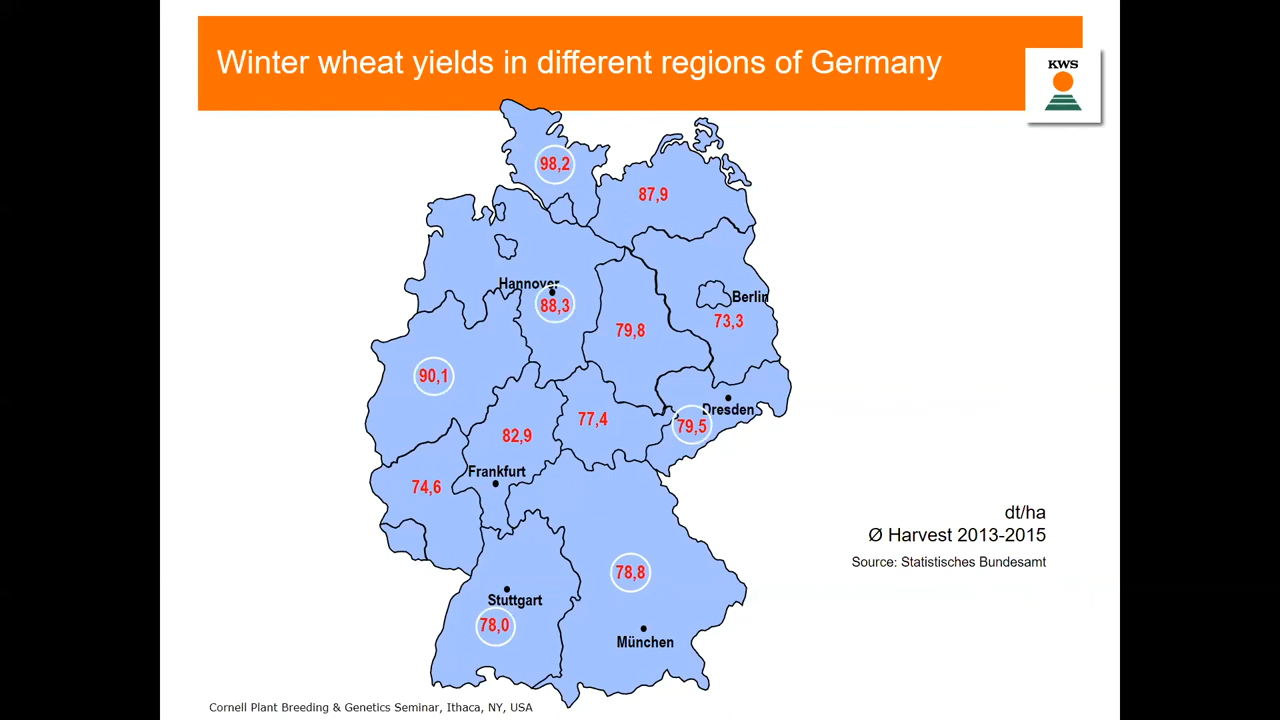 Winter wheat yields in different regions of Germany
KWS
98,2
87,9
Hannover
88,3
Berlin
73,3
79,8
90,1
Dresden
79,5
77,4
82,9
Frankfurt
74,6
dt/ha
Ø Harvest 2013-2015
Source: Statistisches Bundesamt
78,8
Stuttgart
78,0
München
Cornell Plant Breeding & Genetics Seminar, Ithaca, NY, USA